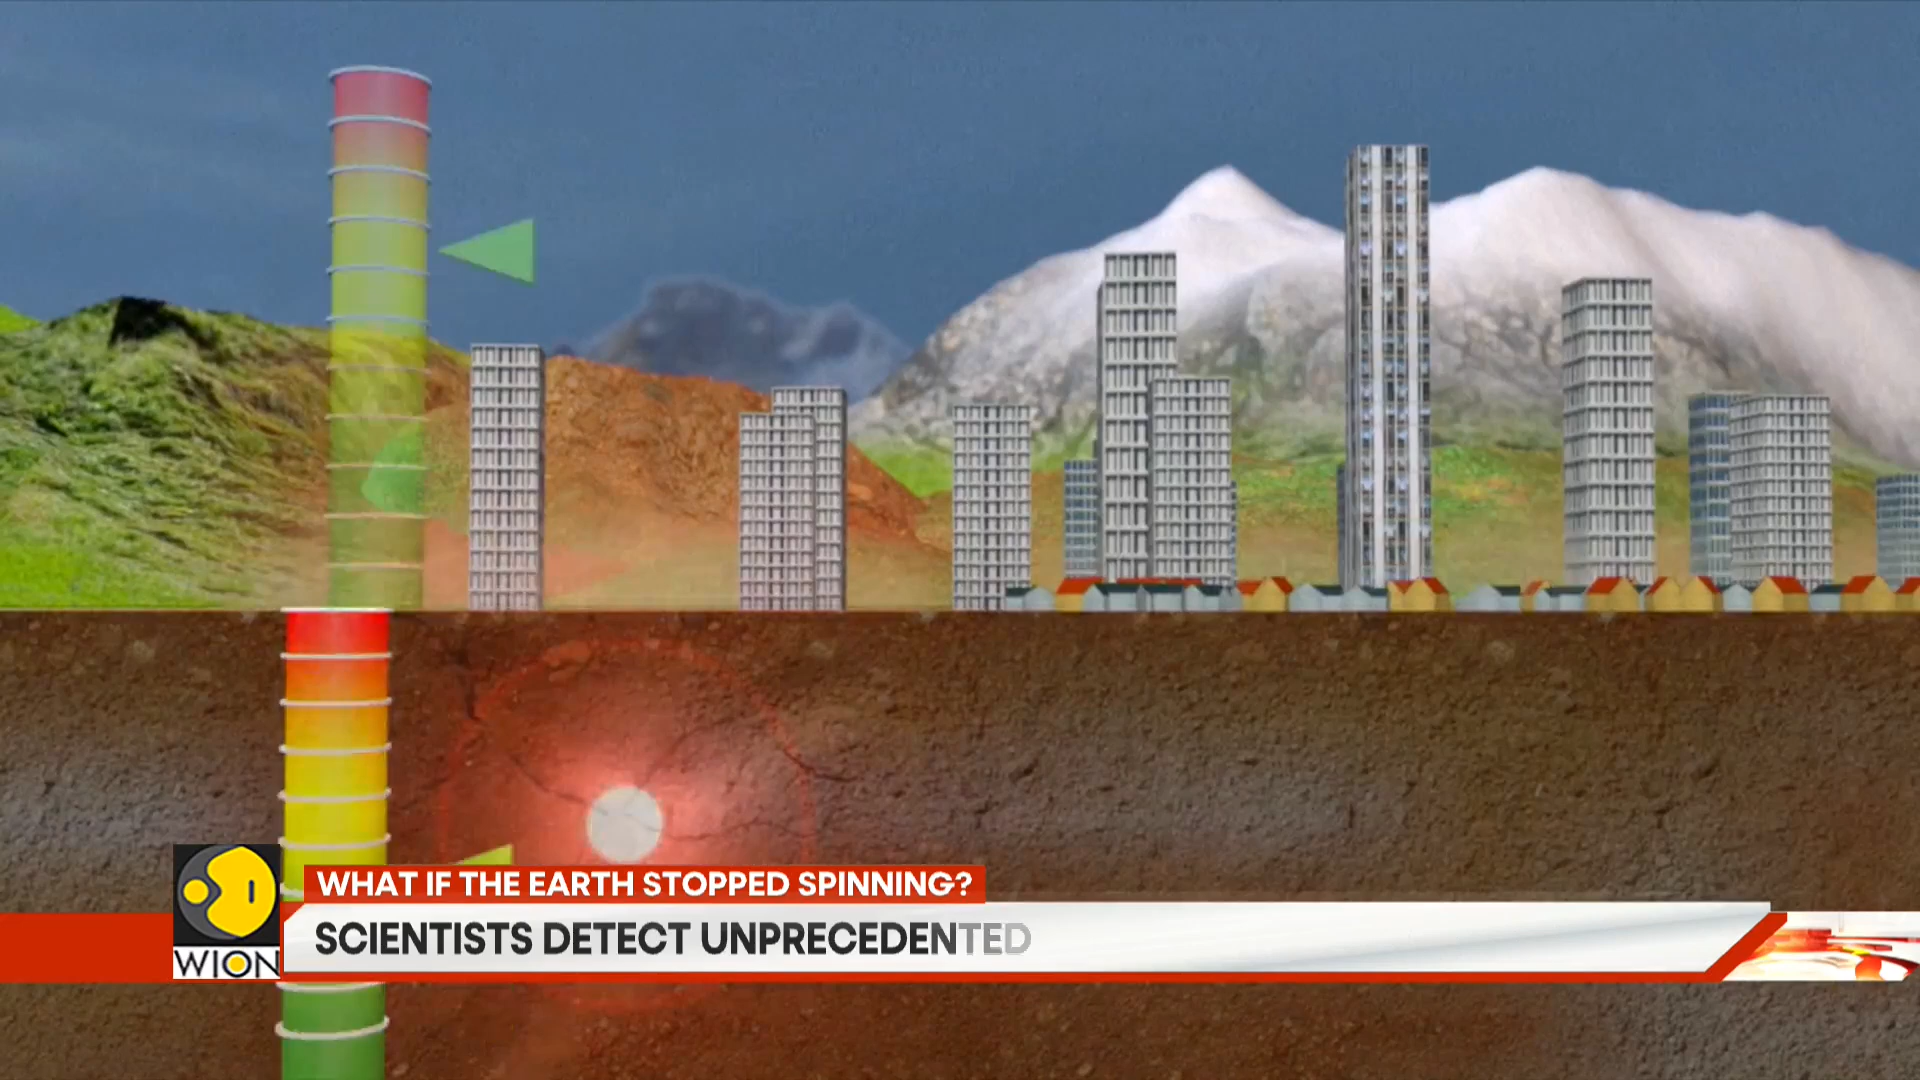 WHAT IF THE EARTH STOPPED SPINNING?
SCIENTISTS DETECT UNPRECEDENTED
WION